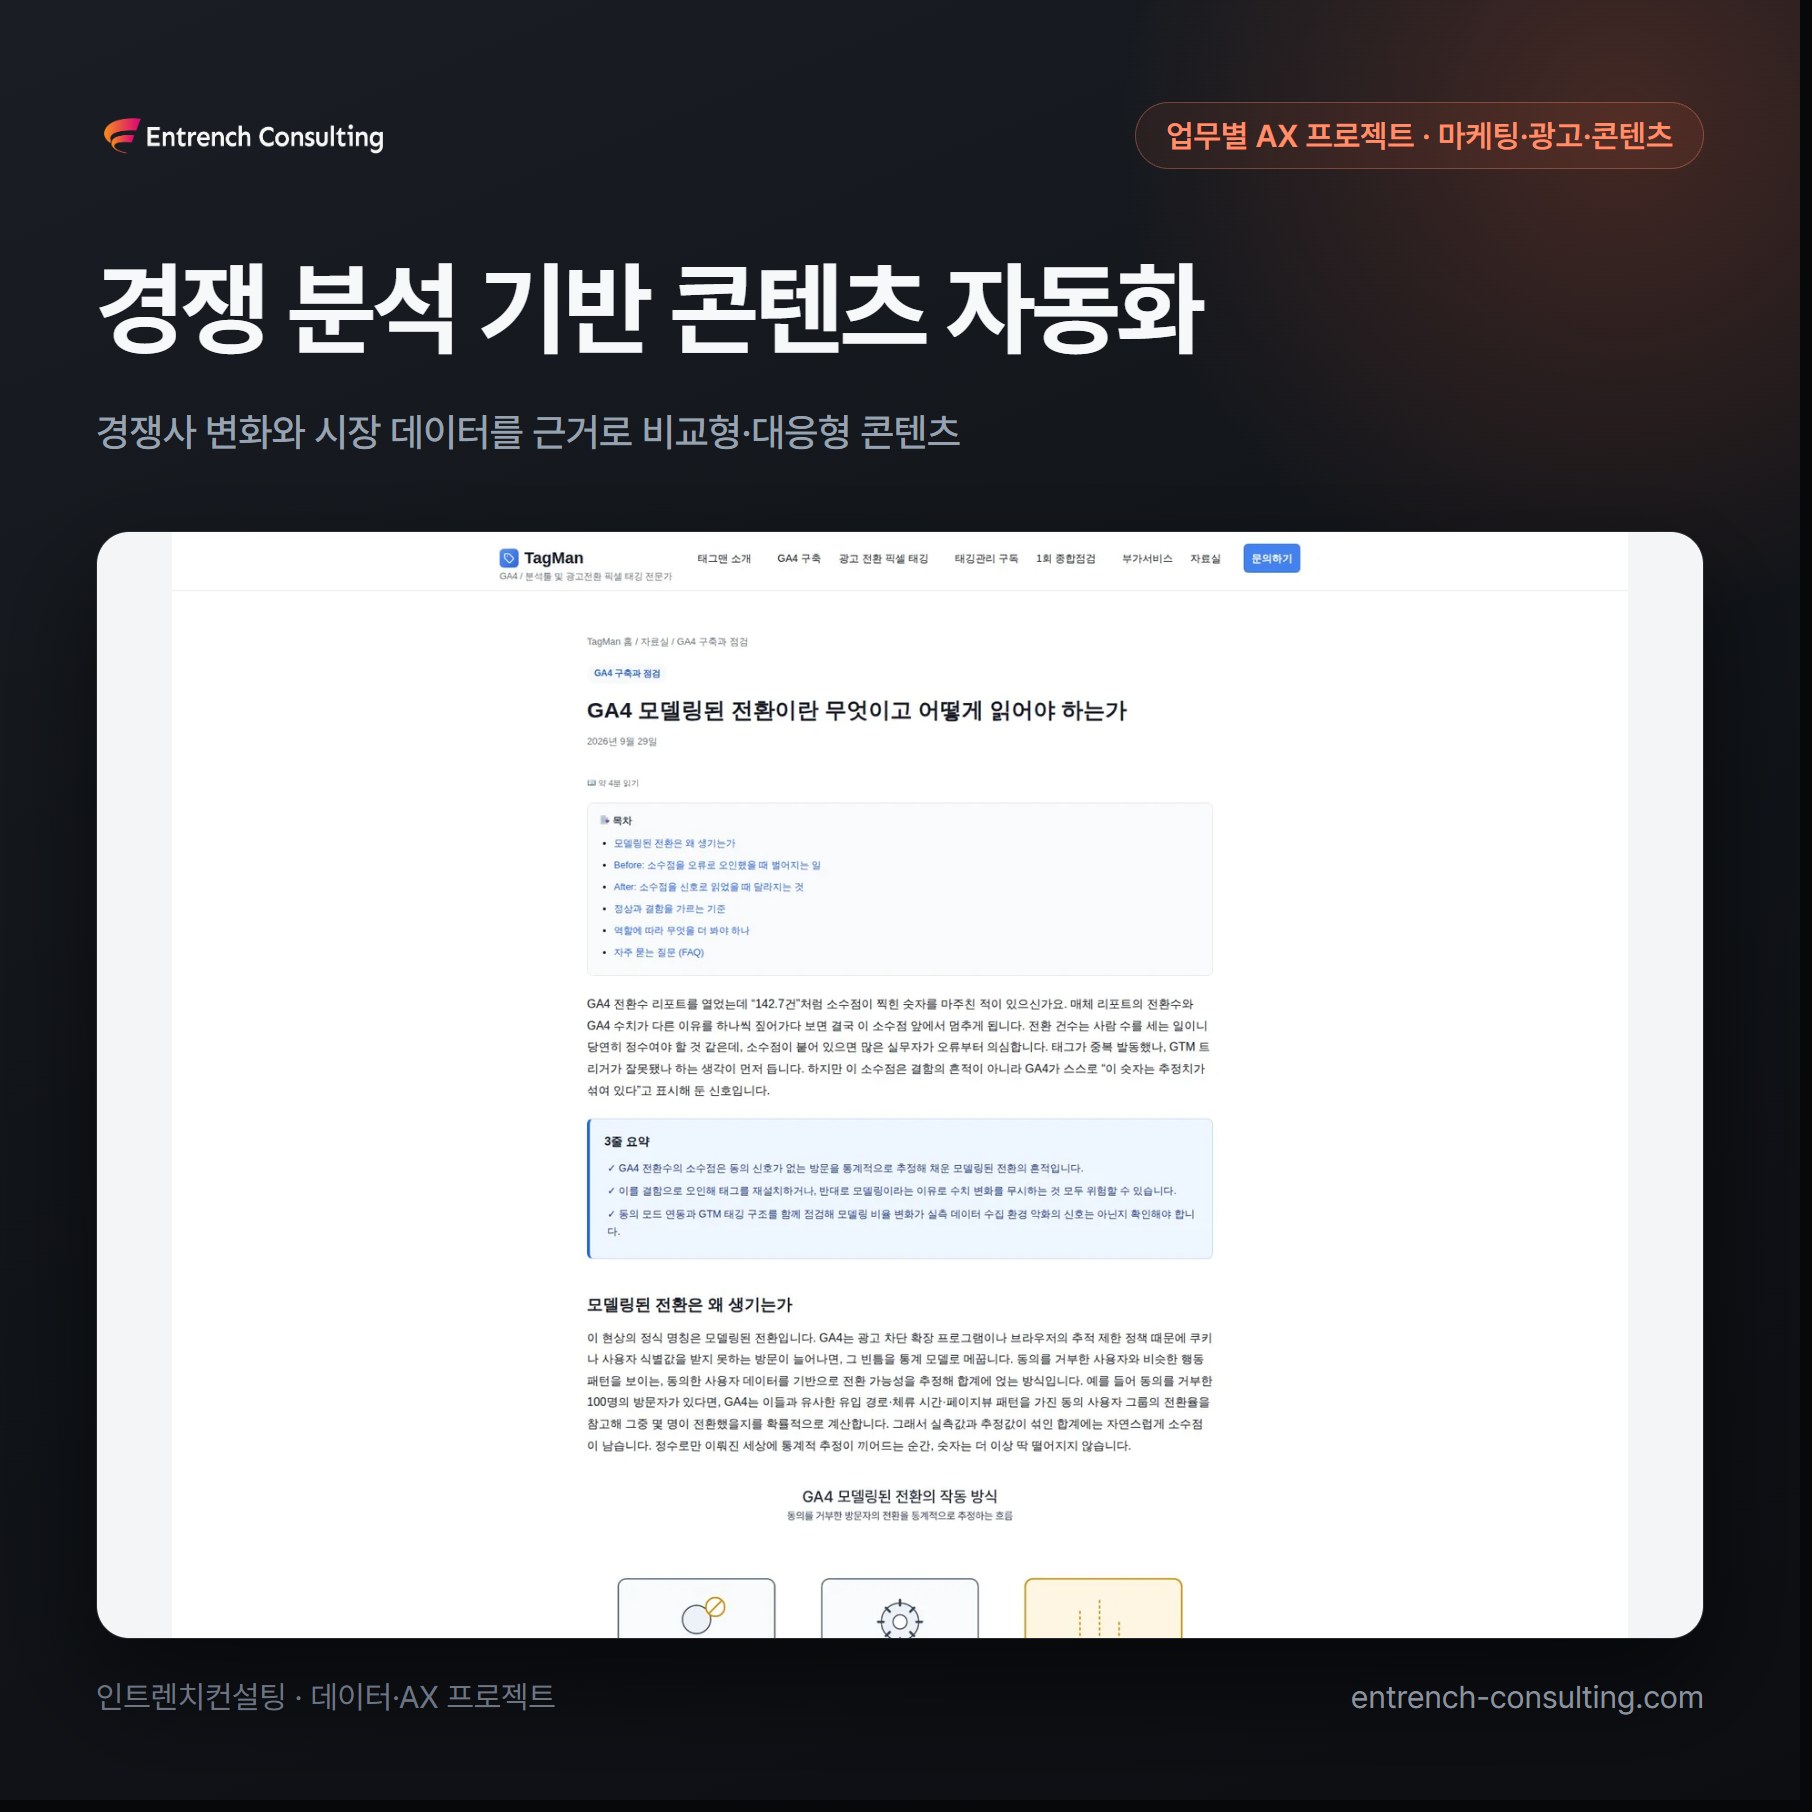 Entrench Consulting
업무별 AX 프로젝트 · 마케팅·광고·콘텐츠
경쟁 분석 기반 콘텐츠 자동화
경쟁사 변화와 시장 데이터를 근거로 비교형·대응형 콘텐츠
TagMan
GA4 / 분석툴 및 광고전환 픽셀 태깅 전문가
태그맨 소개
GA4 구축
광고 전환 픽셀 태깅
태깅관리 구독
1회 종합점검
부가서비스
자료실
문의하기
TagMan 홈 / 자료실 / GA4 구축과 점검
GA4 구축과 점검
GA4 모델링된 전환이란 무엇이고 어떻게 읽어야 하는가
2026년 9월 29일
약 4분 읽기
목차
• 모델링된 전환은 왜 생기는가
• Before: 소수점을 오류로 오인했을 때 벌어지는 일
• After: 소수점을 신호로 읽었을 때 달라지는 것
• 정상과 결함을 가르는 기준
• 역할에 따라 무엇을 더 봐야 하나
• 자주 묻는 질문 (FAQ)
GA4 전환수 리포트를 열었는데 “142.7건”처럼 소수점이 찍힌 숫자를 마주친 적이 있으신가요. 매체 리포트의 전환수와
GA4 수치가 다른 이유를 하나씩 짚어가다 보면 결국 이 소수점 앞에서 멈추게 됩니다. 전환 건수는 사람 수를 세는 일이니
당연히 정수여야 할 것 같은데, 소수점이 붙어 있으면 많은 실무자가 오류부터 의심합니다. 태그가 중복 발동했나, GTM 트
리거가 잘못됐나 하는 생각이 먼저 듭니다. 하지만 이 소수점은 결함의 흔적이 아니라 GA4가 스스로 “이 숫자는 추정치가
섞여 있다”고 표시해 둔 신호입니다.
3줄 요약
✓ GA4 전환수의 소수점은 동의 신호가 없는 방문을 통계적으로 추정해 채운 모델링된 전환의 흔적입니다.
✓ 이를 결함으로 오인해 태그를 재설치하거나, 반대로 모델링이라는 이유로 수치 변화를 무시하는 것 모두 위험할 수 있습니다.
✓ 동의 모드 연동과 GTM 태깅 구조를 함께 점검해 모델링 비율 변화가 실측 데이터 수집 환경 악화의 신호는 아닌지 확인해야 합니
다.
모델링된 전환은 왜 생기는가
이 현상의 정식 명칭은 모델링된 전환입니다. GA4는 광고 차단 확장 프로그램이나 브라우저의 추적 제한 정책 때문에 쿠키
나 사용자 식별값을 받지 못하는 방문이 늘어나면, 그 빈틈을 통계 모델로 메꿉니다. 동의를 거부한 사용자와 비슷한 행동
패턴을 보이는, 동의한 사용자 데이터를 기반으로 전환 가능성을 추정해 합계에 얹는 방식입니다. 예를 들어 동의를 거부한
100명의 방문자가 있다면, GA4는 이들과 유사한 유입 경로·체류 시간·페이지뷰 패턴을 가진 동의 사용자 그룹의 전환율을
참고해 그중 몇 명이 전환했을지를 확률적으로 계산합니다. 그래서 실측값과 추정값이 섞인 합계에는 자연스럽게 소수점
이 남습니다. 정수로만 이뤄진 세상에 통계적 추정이 끼어드는 순간, 숫자는 더 이상 딱 떨어지지 않습니다.
GA4 모델링된 전환의 작동 방식
동의를 거부한 방문자의 전환을 통계적으로 추정하는 흐름
인트렌치컨설팅 · 데이터·AX 프로젝트
entrench-consulting.com